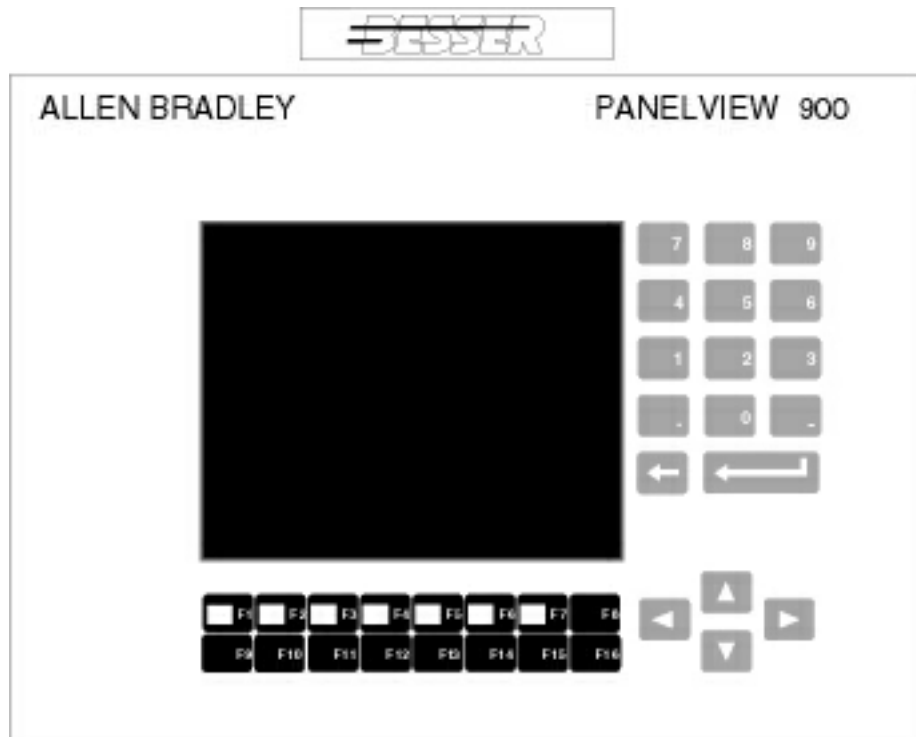 BESSER
ALLEN BRADLEY PANELVIEW 900
7 8 9
4 5 6
1 2 3
. 0 -
F1 F2 F3 F4 F5 F6 F7 F8
F9 F10 F11 F12 F13 F14 F15 F16